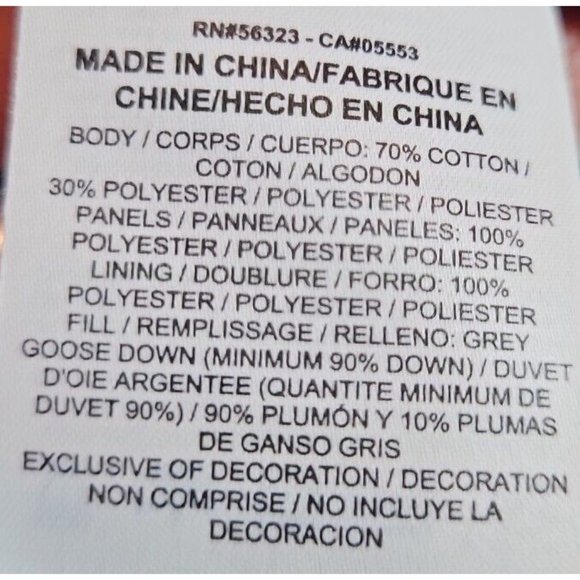 RN#56323 - CA#05553
MADE IN CHINA/FABRIQUE EN
CHINE/HECHO EN CHINA
BODY / CORPS / CUERPO: 70% COTTON /
COTON / ALGODON
30% POLYESTER / POLYESTER / POLIESTER
PANELS / PANNEAUX / PANELES: 100%
POLYESTER / POLYESTER / POLIESTER
LINING / DOUBLURE / FORRO: 100%
POLYESTER / POLYESTER / POLIESTER
FILL / REMPLISSAGE / RELLENO: GREY
GOOSE DOWN (MINIMUM 90% DOWN) / DUVET
D'OIE ARGENTEE (QUANTITE MINIMUM DE
DUVET 90%) / 90% PLUMÓN Y 10% PLUMAS
DE GANSO GRIS
EXCLUSIVE OF DECORATION / DECORATION
NON COMPRISE / NO INCLUYE LA
DECORACION